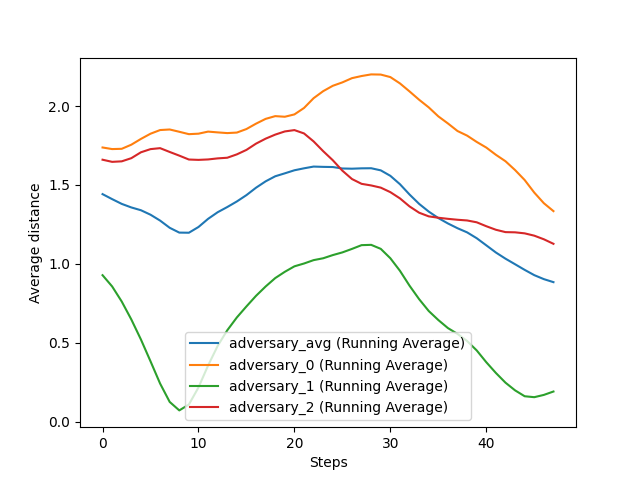 2.0
1.5
1.0
0.5
0.0
Average distance
0
10
20
30
40
Steps
adversary_avg (Running Average)
adversary_0 (Running Average)
adversary_1 (Running Average)
adversary_2 (Running Average)